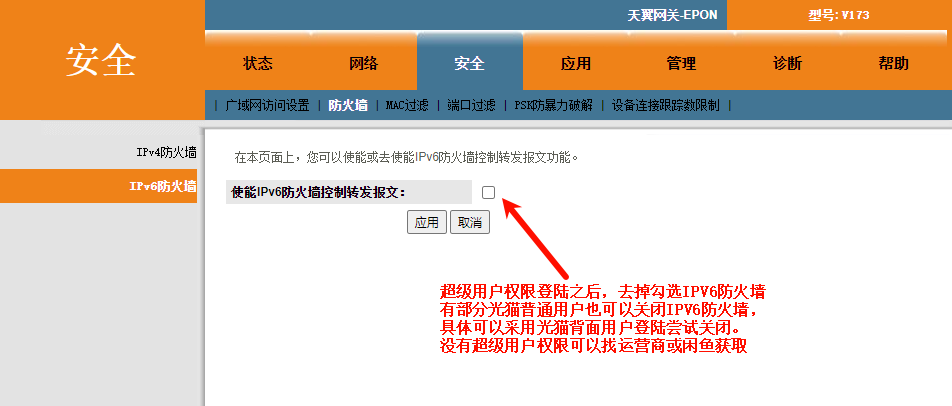 天翼网关-EPON
型号: V173
安全
状态
网络
安全
应用
管理
诊断
帮助
| 广域网访问设置 | 防火墙 | MAC过滤 | 端口过滤 | PSK防暴力破解 | 设备连接跟踪数限制 |
IPv4防火墙
IPv6防火墙
在本页面上，您可以使能或去使能IPv6防火墙控制转发报文功能。
使能IPv6防火墙控制转发报文：
应用
取消
超级用户权限登陆之后，去掉勾选IPV6防火墙
有部分光猫普通用户也可以关闭IPV6防火墙，
具体可以采用光猫背面用户登陆尝试关闭。
没有超级用户权限可以找运营商或闲鱼获取